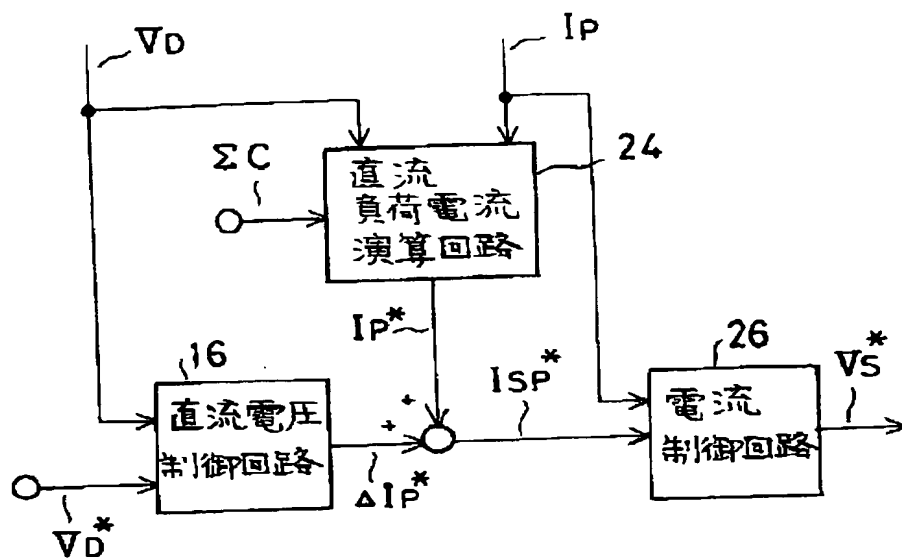 VD
IP
ΣC
24
直流
負荷電流
演算回路
IP*
16
直流電圧
制御回路
+
+
ΔIP*
ISP*
26
電流
制御回路
VS*
VD*